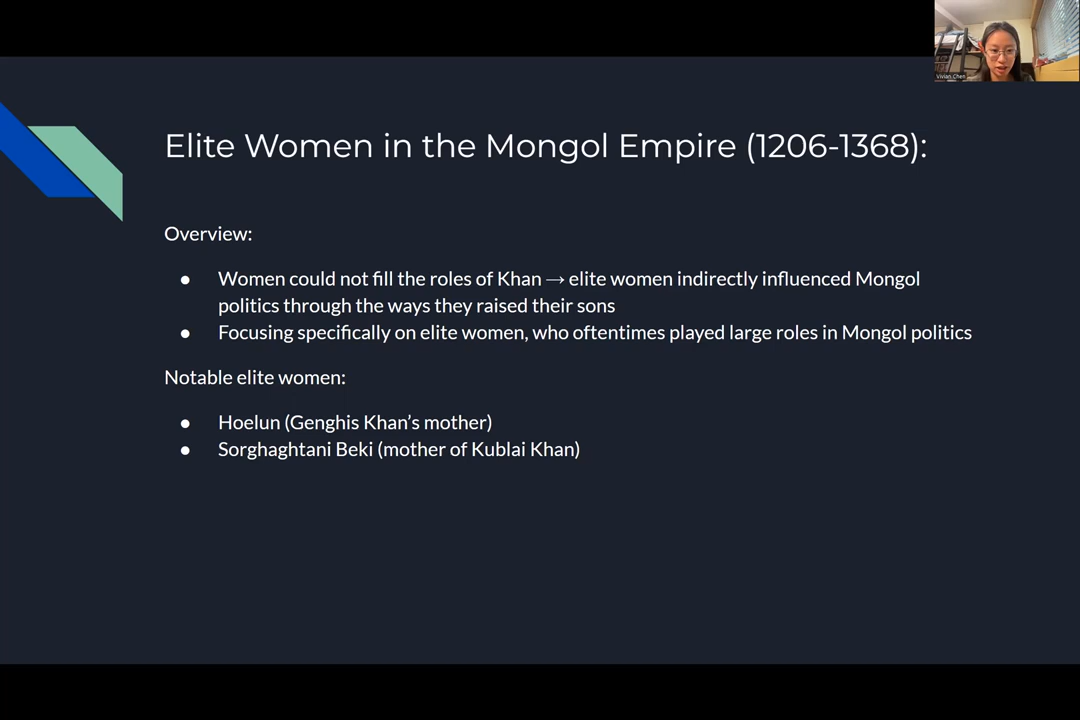 Vivian Chen
Elite Women in the Mongol Empire (1206-1368):
Overview:
● Women could not fill the roles of Khan → elite women indirectly influenced Mongol
politics through the ways they raised their sons
● Focusing specifically on elite women, who oftentimes played large roles in Mongol politics
Notable elite women:
● Hoelun (Genghis Khan’s mother)
● Sorghaghtani Beki (mother of Kublai Khan)